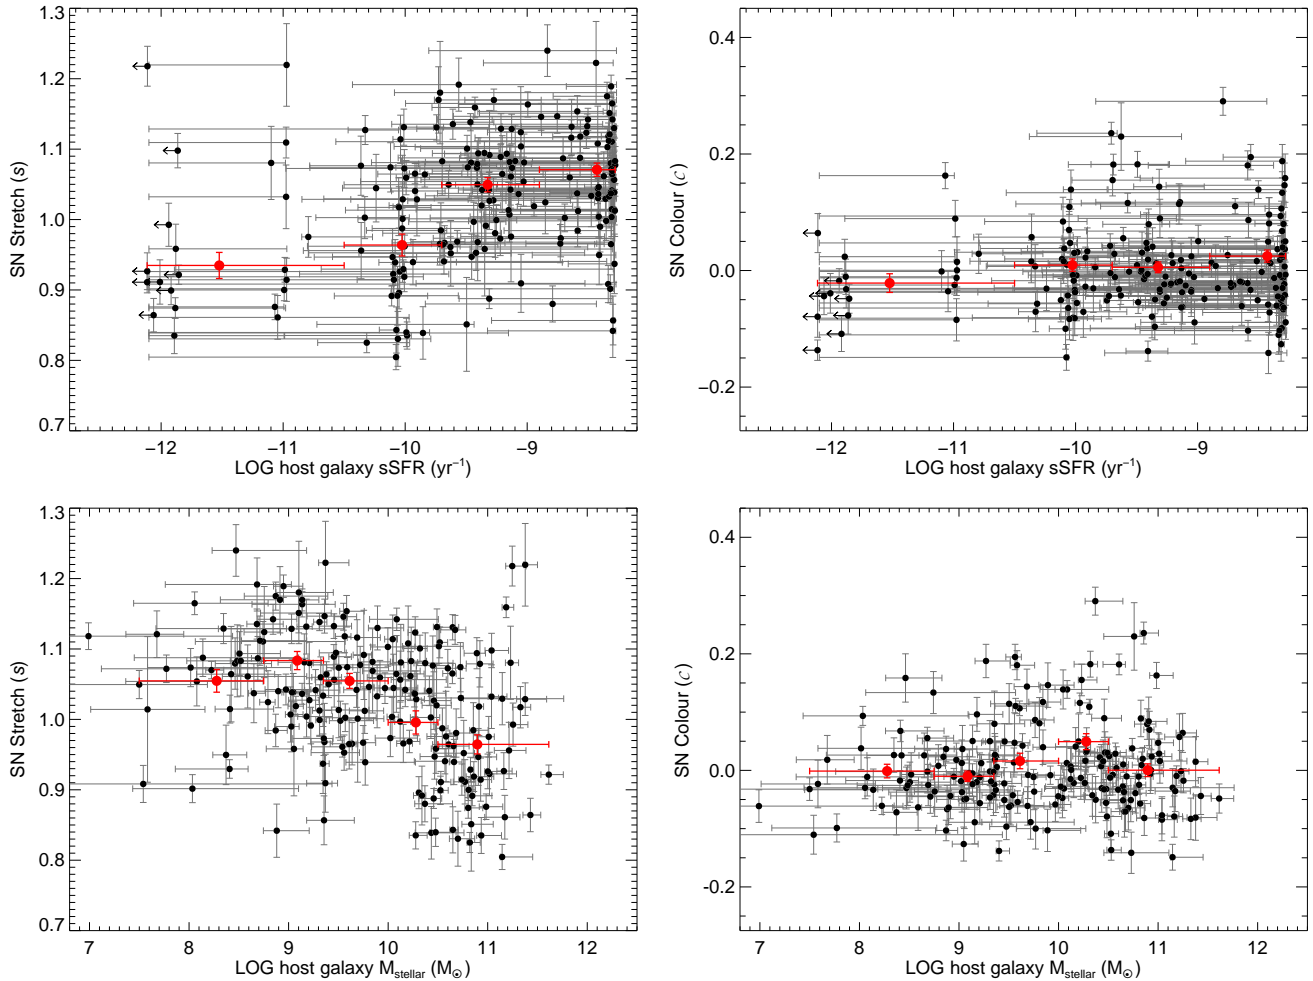 1.3
1.2
1.1
1.0
0.9
0.8
0.7
SN Stretch (s)
−12 −11 −10 −9
LOG host galaxy sSFR (yr⁻¹)
0.4
0.2
0.0
−0.2
SN Colour (c)
−12 −11 −10 −9
LOG host galaxy sSFR (yr⁻¹)
1.3
1.2
1.1
1.0
0.9
0.8
0.7
SN Stretch (s)
7 8 9 10 11 12
LOG host galaxy M_stellar (M_⊙)
0.4
0.2
0.0
−0.2
SN Colour (c)
7 8 9 10 11 12
LOG host galaxy M_stellar (M_⊙)